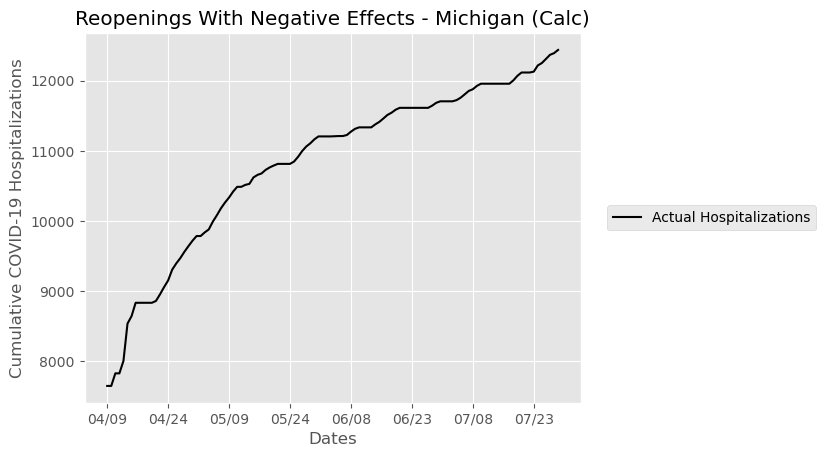 Reopenings With Negative Effects - Michigan (Calc)
Cumulative COVID-19 Hospitalizations
12000
11000
10000
9000
8000
04/09 04/24 05/09 05/24 06/08 06/23 07/08 07/23
Dates
Actual Hospitalizations